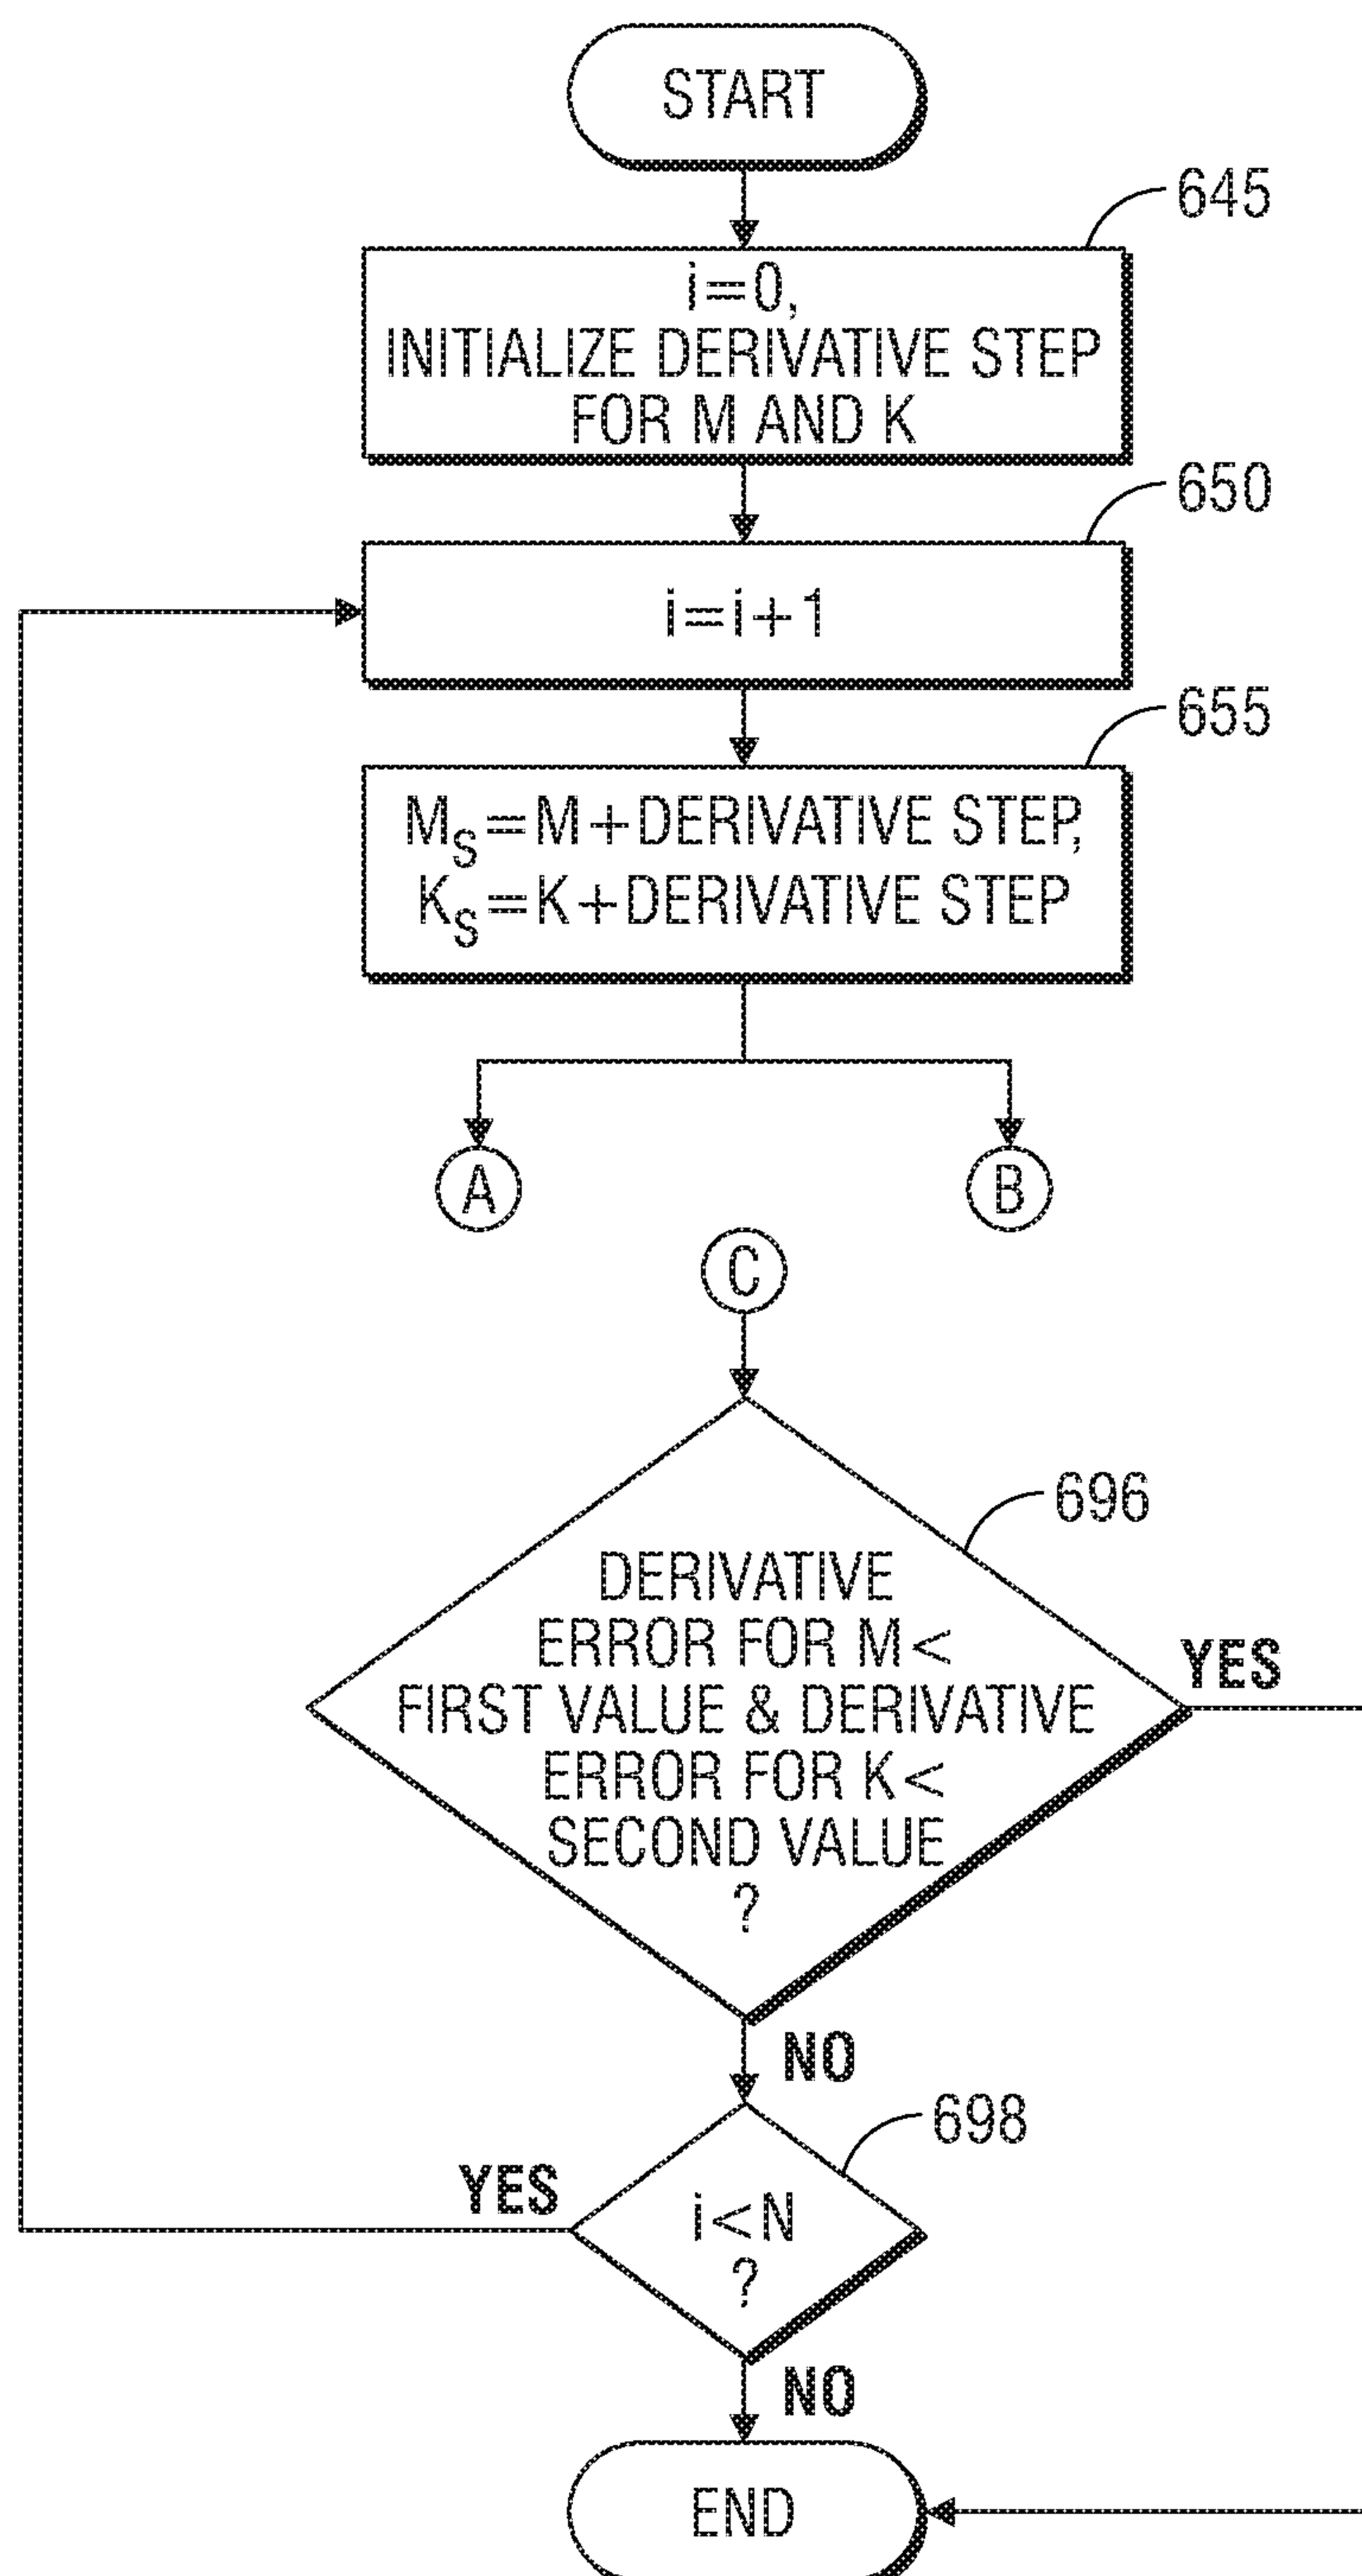 START
645
i=0,
INITIALIZE DERIVATIVE STEP
FOR M AND K
650
i=i+1
655
M_S=M+DERIVATIVE STEP,
K_S=K+DERIVATIVE STEP
A
B
C
696
DERIVATIVE
ERROR FOR M<
FIRST VALUE & DERIVATIVE
ERROR FOR K<
SECOND VALUE
?
YES
NO
698
YES
i<N
?
NO
END